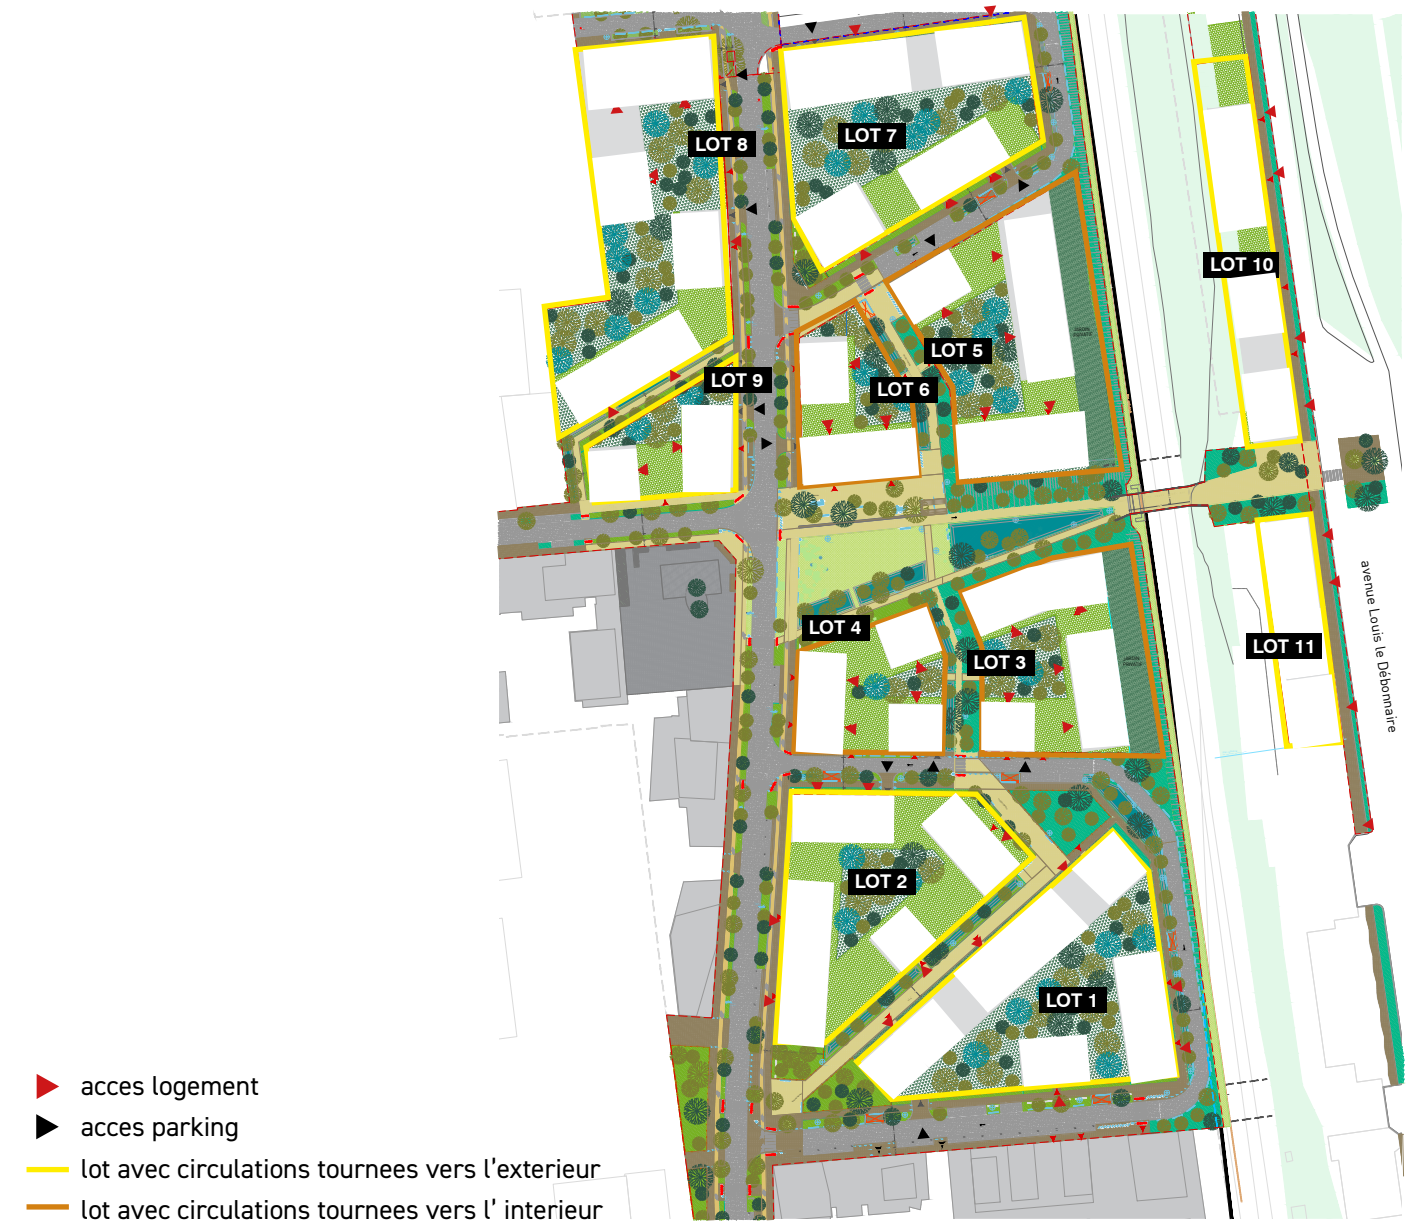 LOT 8
LOT 7
LOT 10
LOT 5
LOT 9
LOT 6
avenue Louis le Débonnaire
LOT 4
LOT 11
LOT 3
LOT 2
LOT 1
acces logement
acces parking
lot avec circulations tournees vers l'exterieur
lot avec circulations tournees vers l' interieur